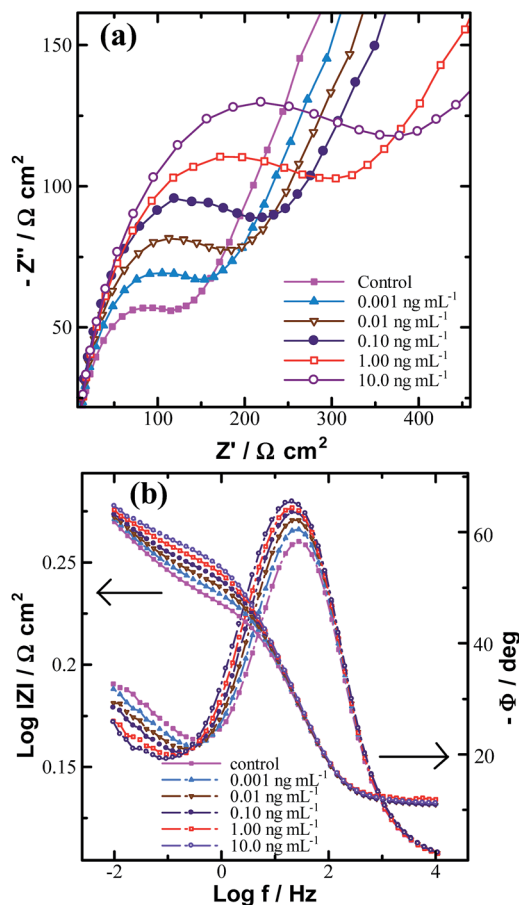 (a)
150
100
50
- Z'' / Ω cm²
Control
0.001 ng mL⁻¹
0.01 ng mL⁻¹
0.10 ng mL⁻¹
1.00 ng mL⁻¹
10.0 ng mL⁻¹
100 200 300 400
Z' / Ω cm²
(b)
0.25
0.2
0.15
Log |Z| / Ω cm²
60
40
20
- Φ / deg
control
0.001 ng mL⁻¹
0.01 ng mL⁻¹
0.10 ng mL⁻¹
1.00 ng mL⁻¹
10.0 ng mL⁻¹
-2 0 2 4
Log f / Hz